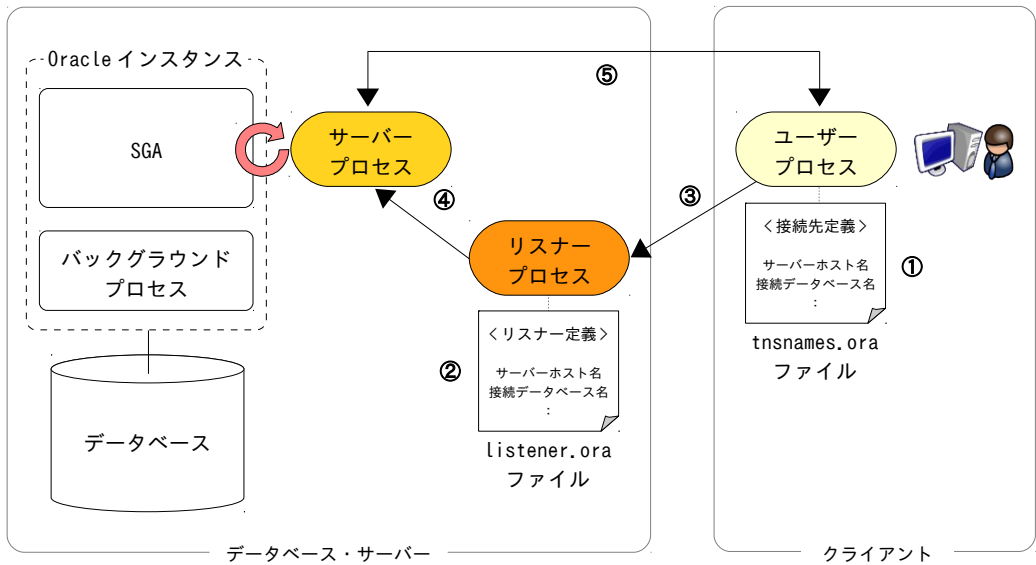 Oracle インスタンス
SGA
バックグラウンド
プロセス
データベース
サーバー
プロセス
⑤
④
③
リスナー
プロセス
②
<リスナー定義>
サーバーホスト名
接続データベース名
:
listener.ora
ファイル
データベース・サーバー
ユーザー
プロセス
①
<接続先定義>
サーバーホスト名
接続データベース名
:
tnsnames.ora
ファイル
クライアント